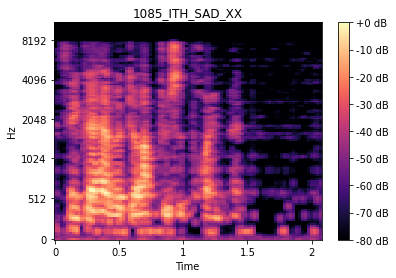 1085_ITH_SAD_XX
8192
4096
2048
1024
512
0
Hz
0
0.5
1
1.5
2
Time
+0 dB
-10 dB
-20 dB
-30 dB
-40 dB
-50 dB
-60 dB
-70 dB
-80 dB